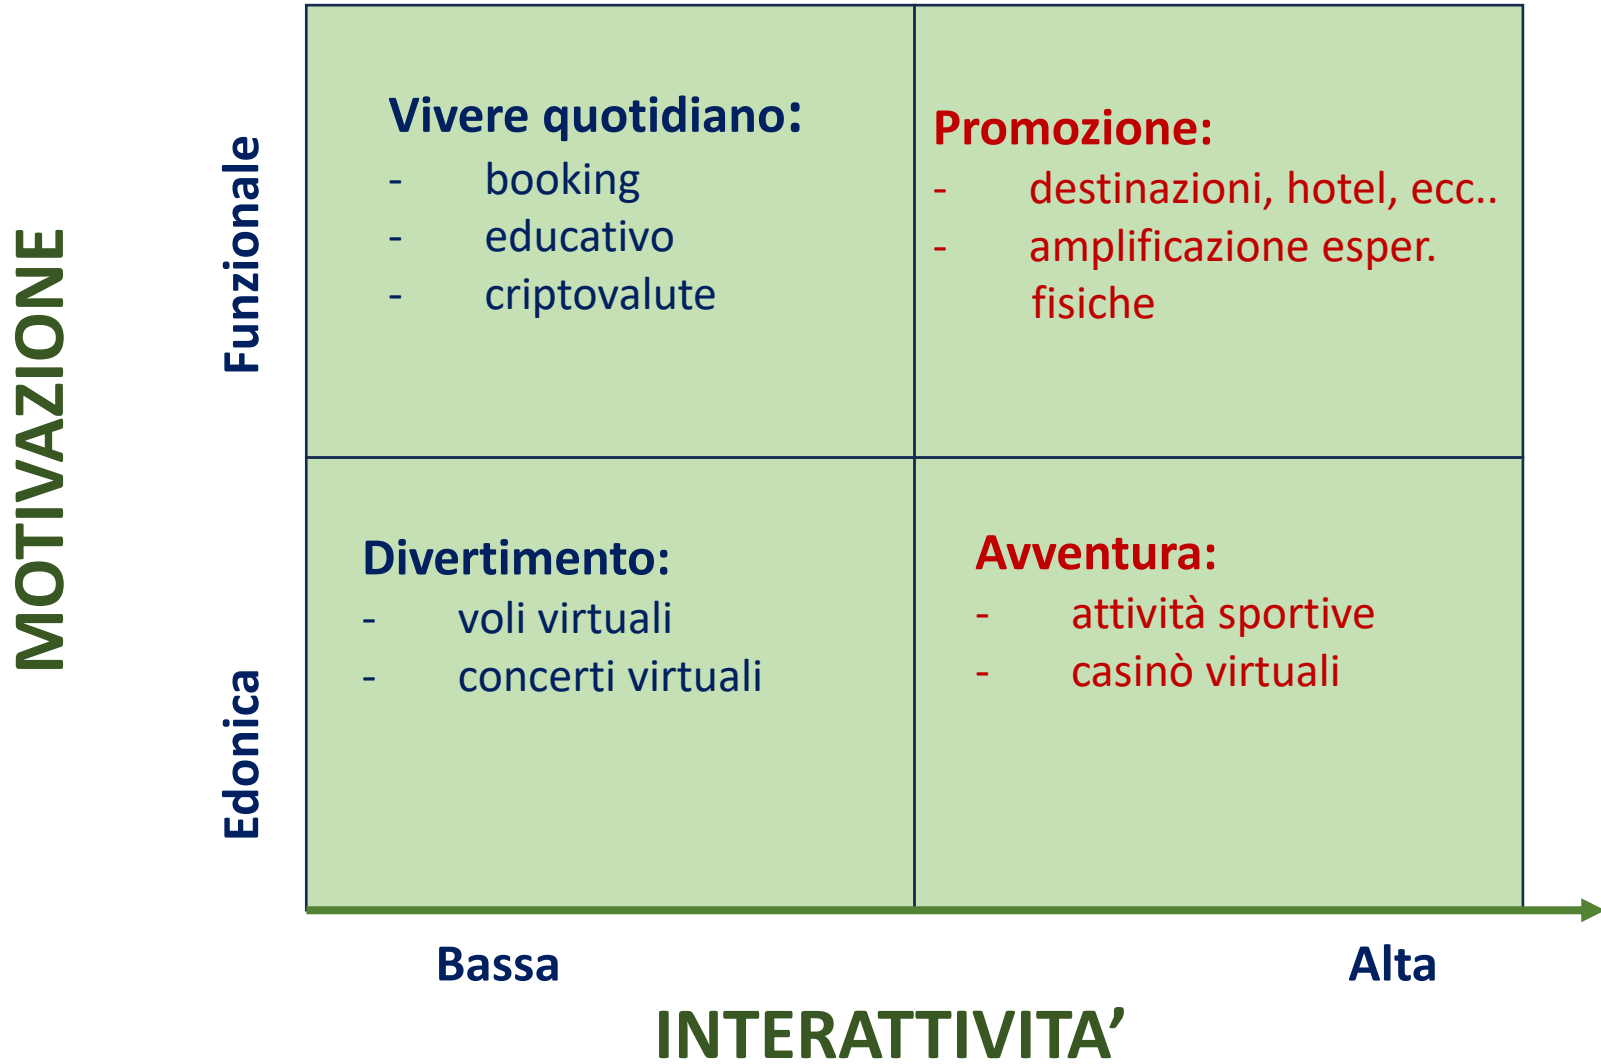 MOTIVAZIONE
Funzionale
Vivere quotidiano:
- booking
- educativo
- criptovalute
Promozione:
- destinazioni, hotel, ecc..
- amplificazione esper.
fisiche
Edonica
Divertimento:
- voli virtuali
- concerti virtuali
Avventura:
- attività sportive
- casinò virtuali
Bassa
Alta
INTERATTIVITA’